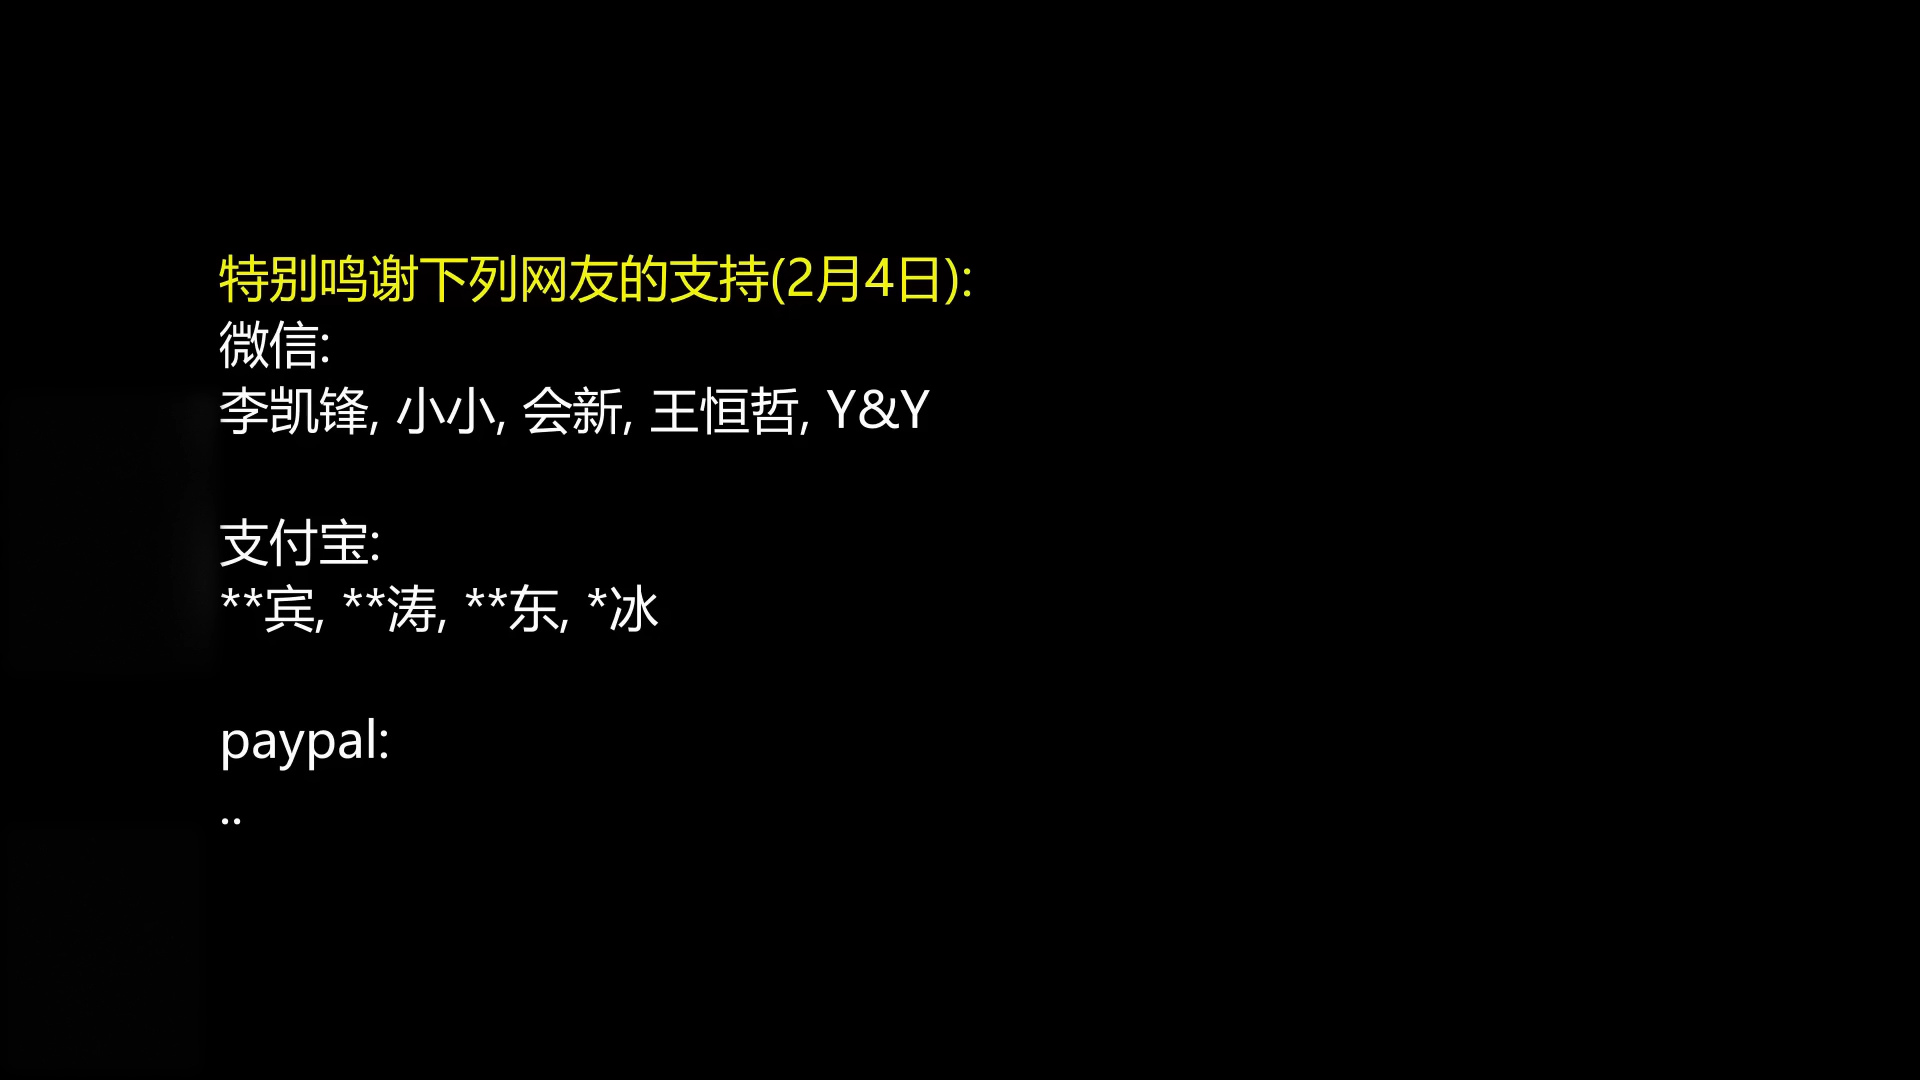 特别鸣谢下列网友的支持(2月4日):
微信:
李凯锋, 小小, 会新, 王恒哲, Y&Y
支付宝:
**宾, **涛, **东, *冰
paypal:
..